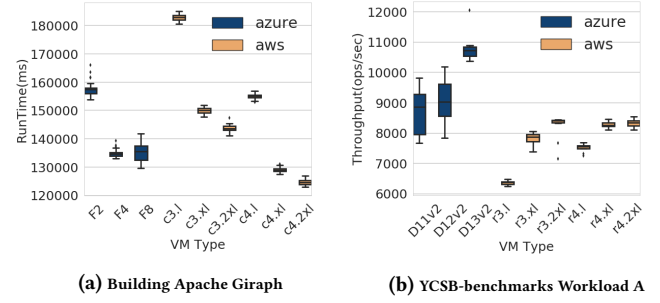 azure
aws
180000
170000
160000
150000
140000
130000
120000
RunTime(ms)
F2 F4 F8 c3.l c3.xl c3.2xl c4.l c4.xl c4.2xl
VM Type
(a) Building Apache Giraph
azure
aws
12000
11000
10000
9000
8000
7000
6000
Throughput(ops/sec)
D11v2 D12v2 D13v2 r3.l r3.xl r3.2xl r4.l r4.xl r4.2xl
VM Type
(b) YCSB-benchmarks Workload A